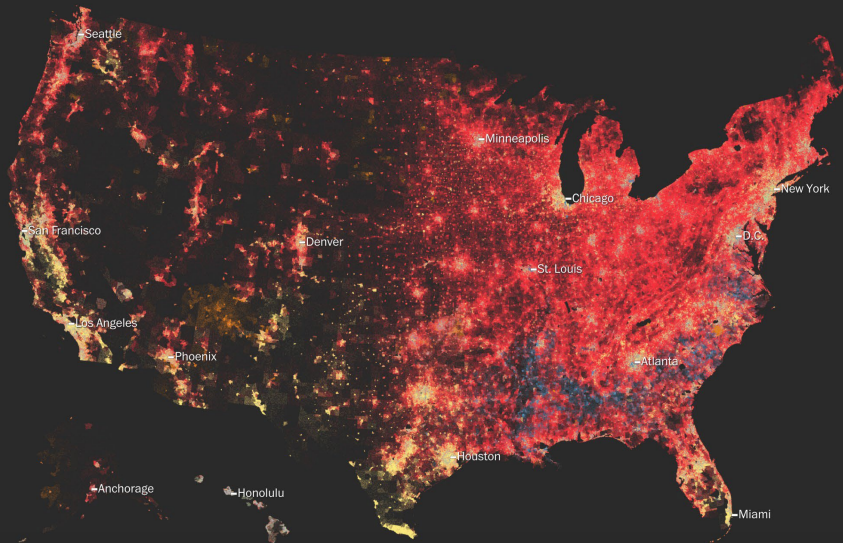 Seattle
Minneapolis
New York
Chicago
San Francisco
D.C.
Denver
St. Louis
Los Angeles
Phoenix
Atlanta
Houston
Anchorage
Honolulu
Miami